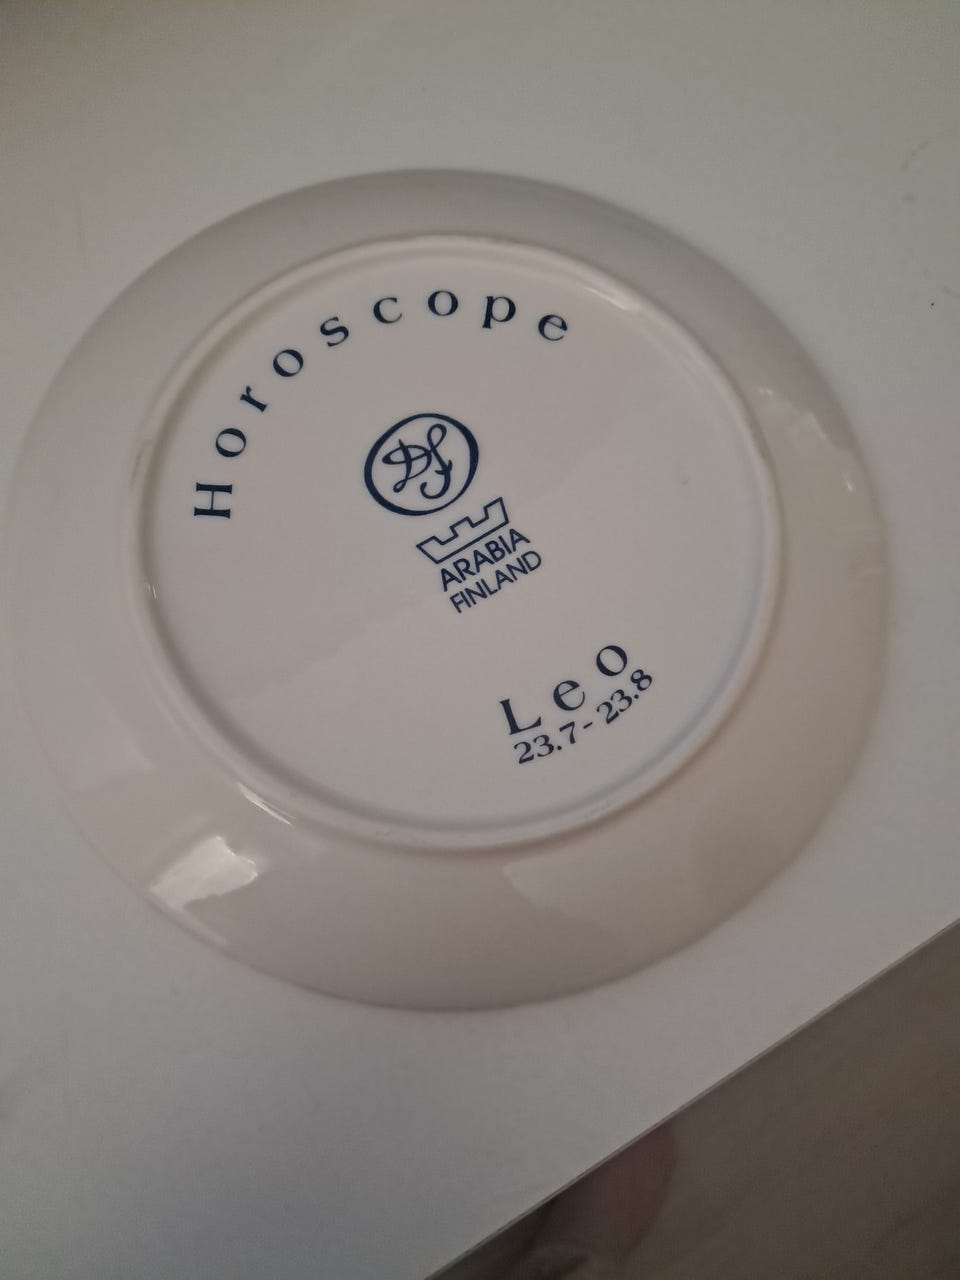 Horoscope
DF
ARABIA
FINLAND
Leo
23.7-23.8